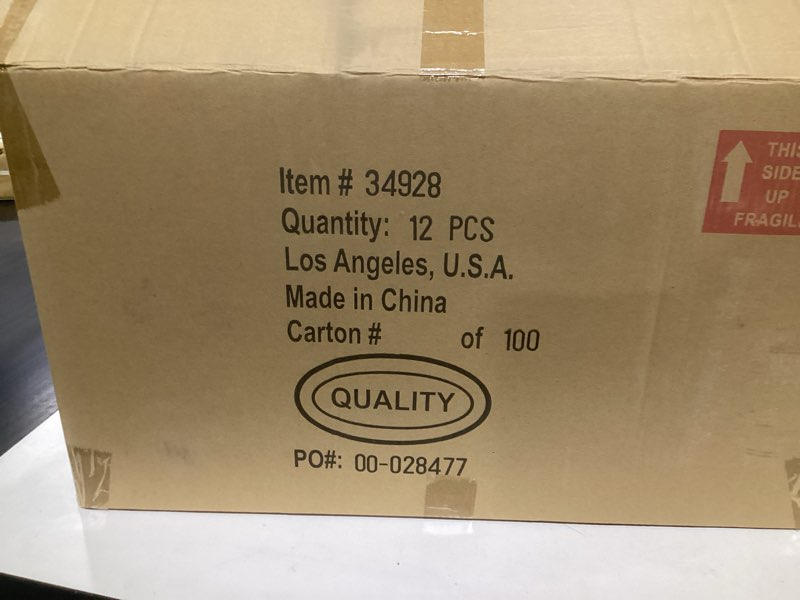 Item # 34928
Quantity: 12 PCS
Los Angeles, U.S.A.
Made in China
Carton # of 100
QUALITY
PO#: 00-028477
THIS
SIDE
UP
FRAGIL